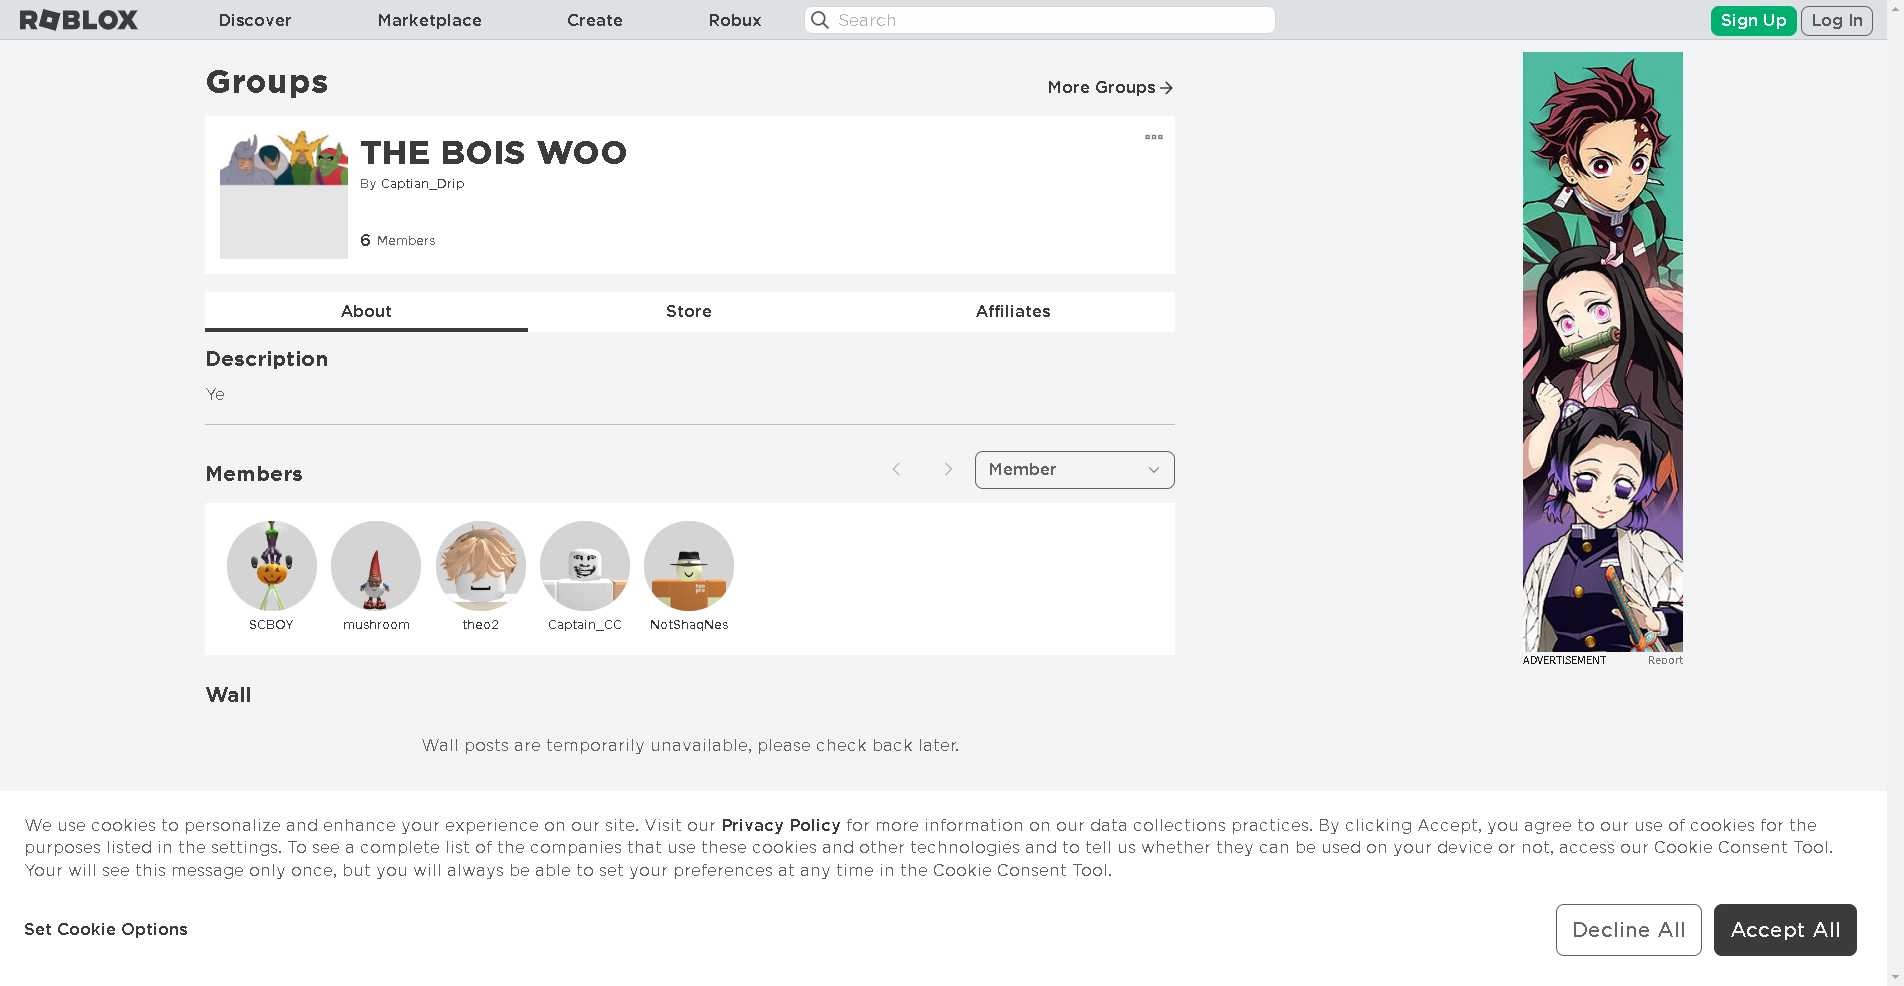 ROBLOX Discover Marketplace Create Robux Search Sign Up Log In
Groups
More Groups
THE BOIS WOO
By Captian_Drip
6 Members
About Store Affiliates
Description
Ye
Members
Member
SCBOY mushroom theo2 Captain_CC NotShaqNes
Wall
Wall posts are temporarily unavailable, please check back later.
ADVERTISEMENT Report
We use cookies to personalize and enhance your experience on our site. Visit our Privacy Policy for more information on our data collections practices. By clicking Accept, you agree to our use of cookies for the
purposes listed in the settings. To see a complete list of the companies that use these cookies and other technologies and to tell us whether they can be used on your device or not, access our Cookie Consent Tool.
Your will see this message only once, but you will always be able to set your preferences at any time in the Cookie Consent Tool.
Set Cookie Options
Decline All Accept All